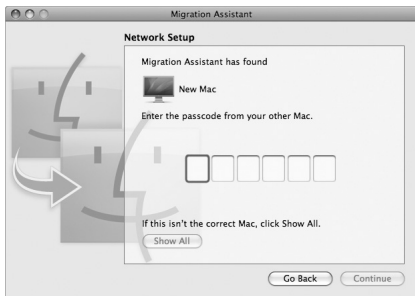 Migration Assistant
Network Setup
Migration Assistant has found
New Mac
Enter the passcode from your other Mac.
If this isn't the correct Mac, click Show All.
Show All
Go Back Continue